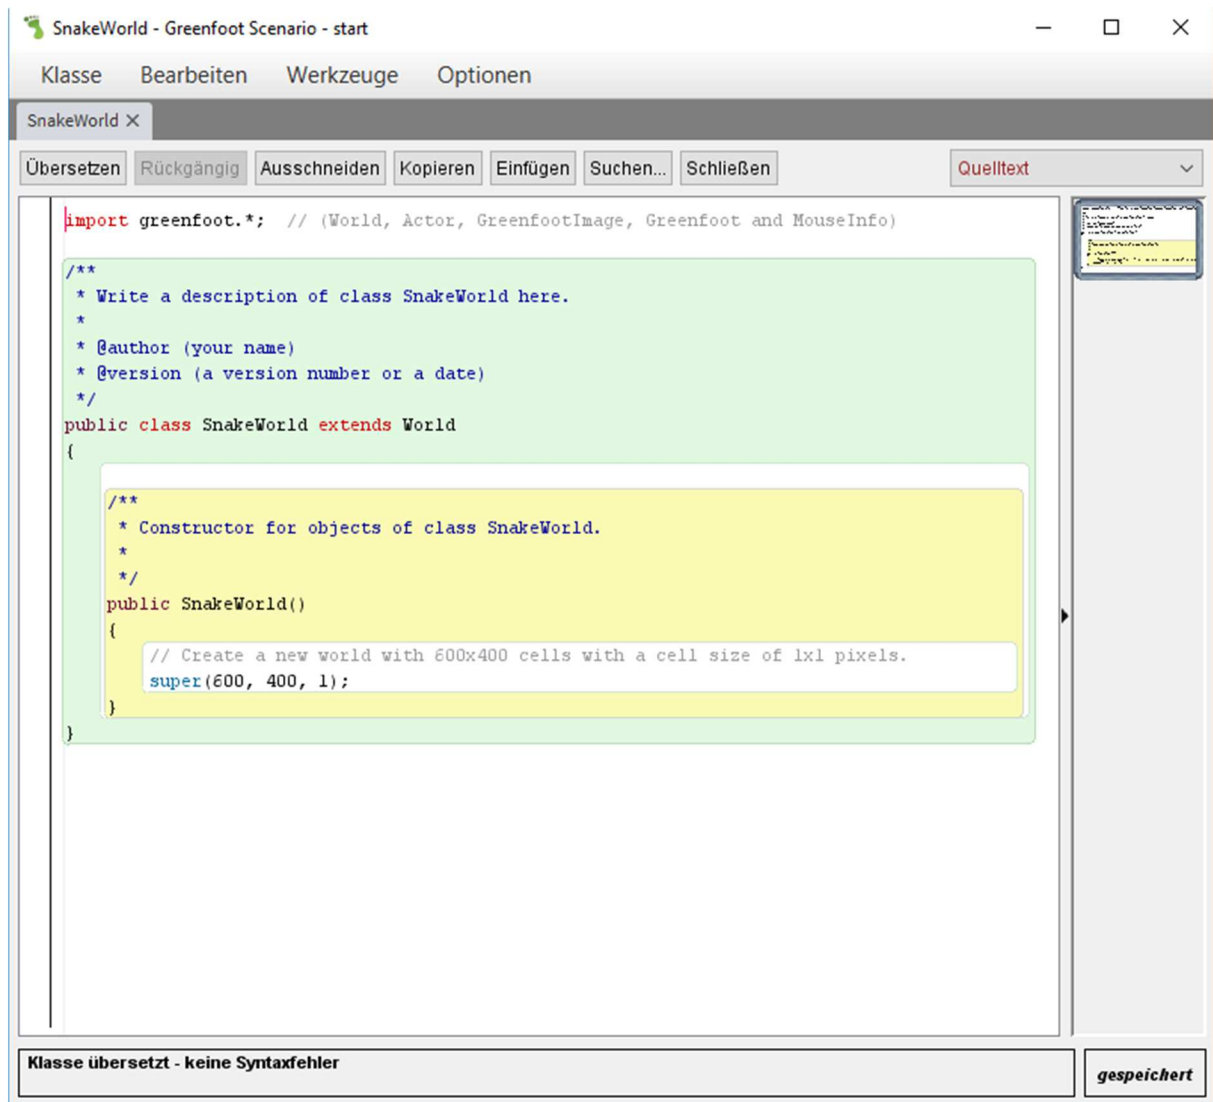 SnakeWorld - Greenfoot Scenario - start
Klasse Bearbeiten Werkzeuge Optionen
SnakeWorld
Übersetzen Rückgängig Ausschneiden Kopieren Einfügen Suchen... Schließen Quelltext
import greenfoot.*;  // (World, Actor, GreenfootImage, Greenfoot and MouseInfo)
/**
 * Write a description of class SnakeWorld here.
 *
 * @author (your name)
 * @version (a version number or a date)
 */
public class SnakeWorld extends World
{
/**
 * Constructor for objects of class SnakeWorld.
 *
 */
public SnakeWorld()
{
// Create a new world with 600x400 cells with a cell size of 1x1 pixels.
super(600, 400, 1);
}
}
Klasse übersetzt - keine Syntaxfehler
gespeichert